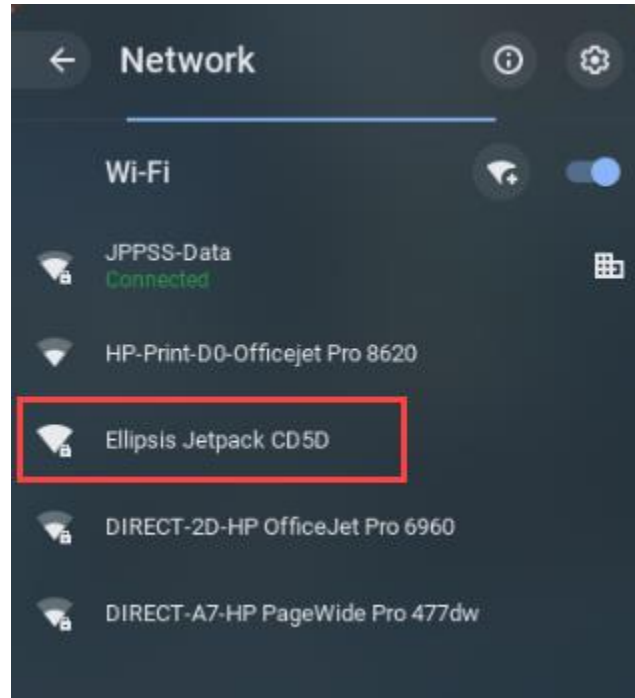 Network
Wi-Fi
JPPSS-Data
Connected
HP-Print-D0-Officejet Pro 8620
Ellipsis Jetpack CD5D
DIRECT-2D-HP OfficeJet Pro 6960
DIRECT-A7-HP PageWide Pro 477dw